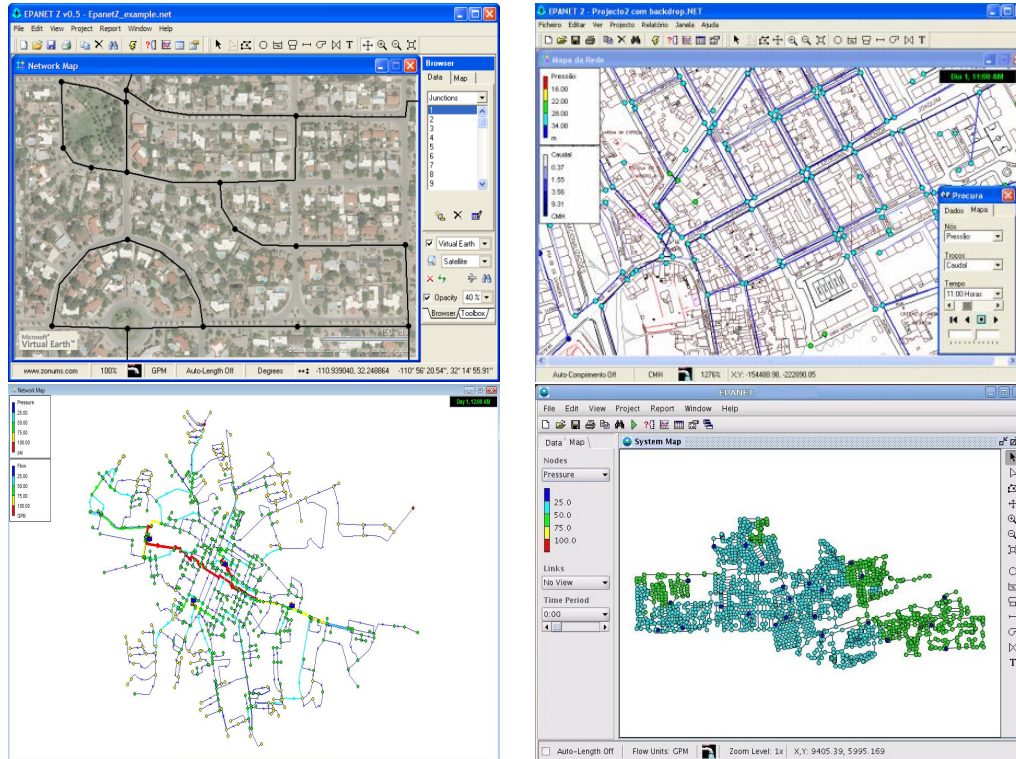 EPANET Z v0.5 - EpanetZ_example.net
File Edit View Project Report Window Help
Network Map
Browser
Data Map
Junctions
1
2
3
4
5
6
7
8
9
Virtual Earth
Satellite
Opacity 40 %
Browser Toolbox
Microsoft®
Virtual Earth™
www.zonums.com 100% GPM Auto-Length Off Degrees -110.939040, 32.248864 -110° 56' 20.54'', 32° 14' 55.91''
EPANET 2 - Projecto2 com backdrop.NET
Ficheiro Editar Ver Projecto Relatório Janela Ajuda
Mapa da Rede
Dia 1, 11:00 AM
Pressão
16.00
22.00
28.00
34.00
m
Caudal
0.37
1.55
3.56
8.31
CMH
Procura
Dados Mapa
Nós
Pressão
Troços
Caudal
Tempo
11:00 Horas
Auto-Comprimento Off CMH 1276% X,Y: -154488.98, -222890.05
Network Map
Day 1, 12:00 AM
Pressure
25.00
50.00
75.00
100.00
psi
Flow
25.00
50.00
75.00
100.00
GPM
EPANET
File Edit View Project Report Window Help
Data Map
System Map
Nodes
Pressure
25.0
50.0
75.0
100.0
Links
No View
Time Period
0:00
Auto-Length Off Flow Units: GPM Zoom Level: 1x X,Y: 9405.39, 5995.169